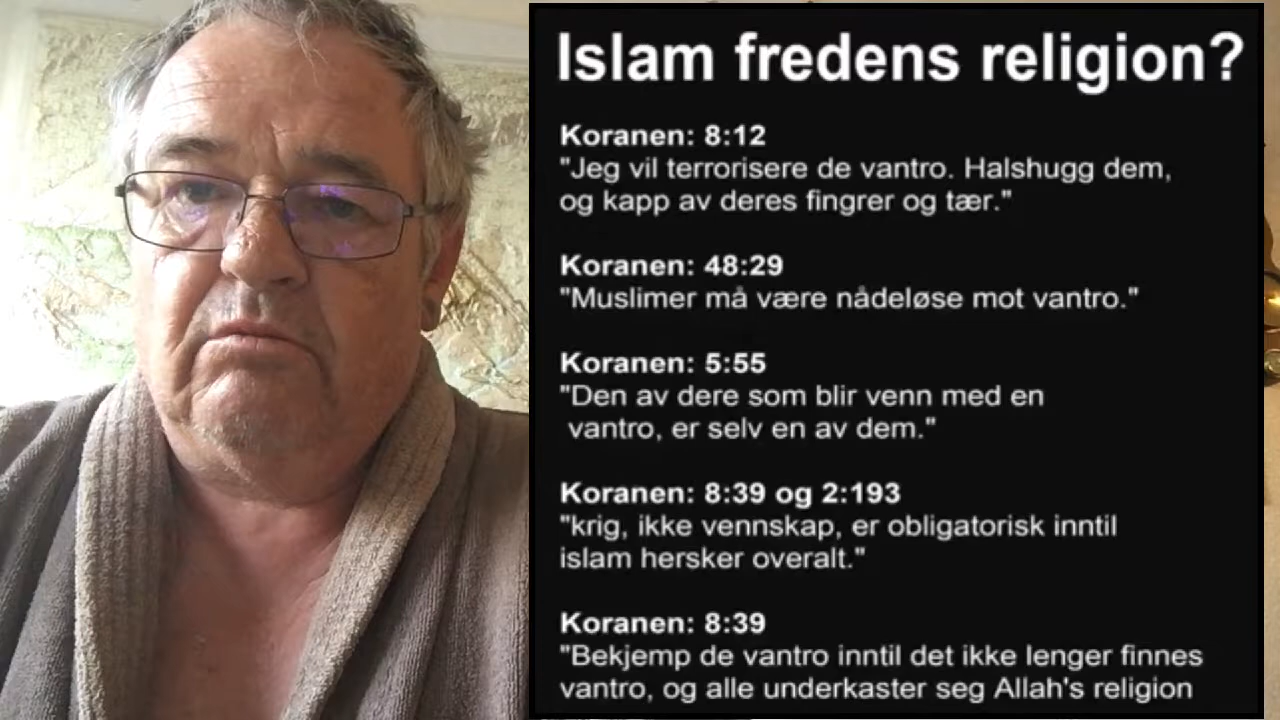 Islam fredens religion?
Koranen: 8:12
"Jeg vil terrorisere de vantro. Halshugg dem,
og kapp av deres fingrer og tær."
Koranen: 48:29
"Muslimer må være nådeløse mot vantro."
Koranen: 5:55
"Den av dere som blir venn med en
vantro, er selv en av dem."
Koranen: 8:39 og 2:193
"krig, ikke vennskap, er obligatorisk inntil
islam hersker overalt."
Koranen: 8:39
"Bekjemp de vantro inntil det ikke lenger finnes
vantro, og alle underkaster seg Allah's religion